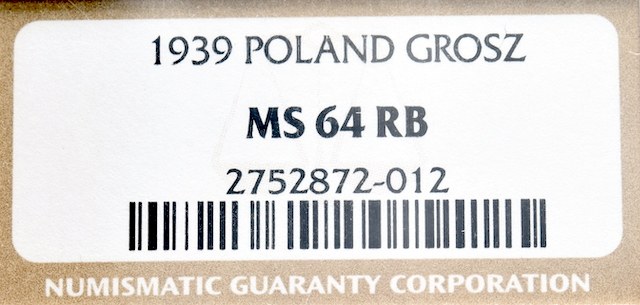 1939 POLAND GROSZ
MS 64 RB
2752872-012
NUMISMATIC GUARANTY CORPORATION